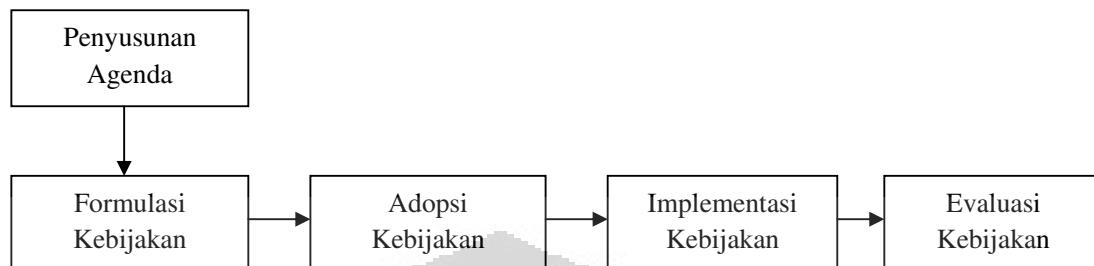 Penyusunan
Agenda
Formulasi
Kebijakan
Adopsi
Kebijakan
Implementasi
Kebijakan
Evaluasi
Kebijakan